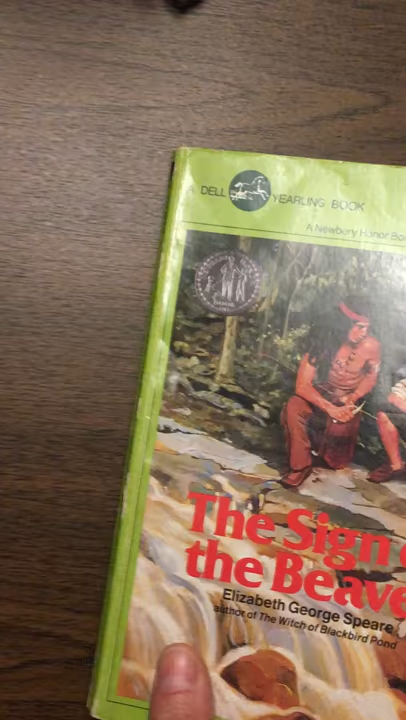 A DELL YEARLING BOOK
A Newbery Honor Boo
The Sign
the Beave
Elizabeth George Speare
author of The Witch of Blackbird Pond